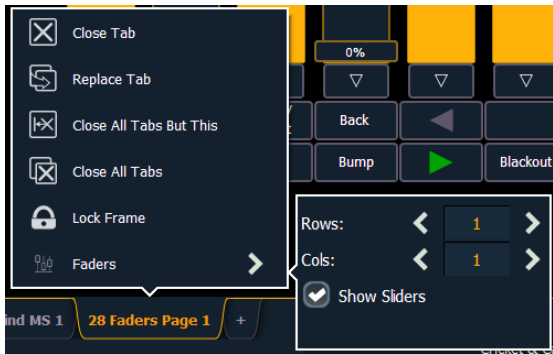 Close Tab
Replace Tab
Close All Tabs But This
Close All Tabs
Lock Frame
Faders
0%
Back
Bump
Blackout
Rows:
1
Cols:
1
Show Sliders
ind MS 1
28 Faders Page 1
+